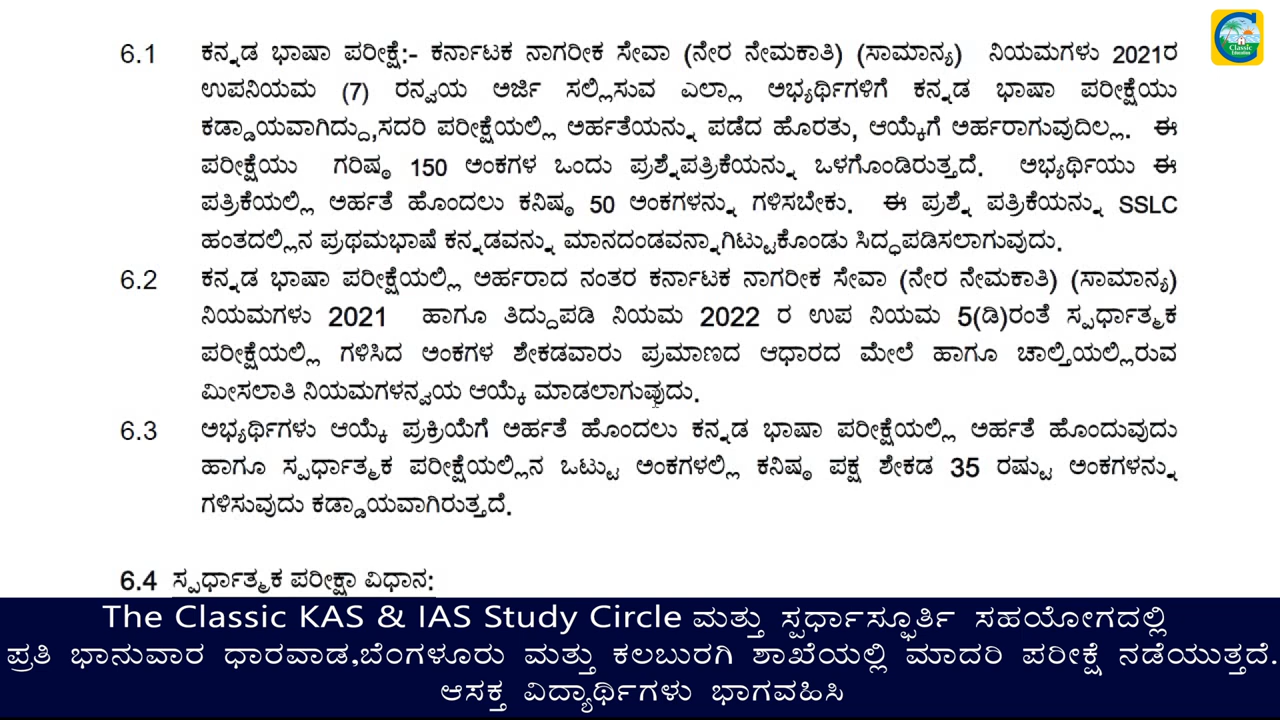 6.1 ಕನ್ನಡ ಭಾಷಾ ಪರೀಕ್ಷೆ:- ಕರ್ನಾಟಕ ನಾಗರೀಕ ಸೇವಾ (ನೇರ ನೇಮಕಾತಿ) (ಸಾಮಾನ್ಯ) ನಿಯಮಗಳು 2021ರ
ಉಪನಿಯಮ (7) ರನ್ವಯ ಅರ್ಜಿ ಸಲ್ಲಿಸುವ ಎಲ್ಲಾ ಅಭ್ಯರ್ಥಿಗಳಿಗೆ ಕನ್ನಡ ಭಾಷಾ ಪರೀಕ್ಷೆಯು
ಕಡ್ಡಾಯವಾಗಿದ್ದು,ಸದರಿ ಪರೀಕ್ಷೆಯಲ್ಲಿ ಅರ್ಹತೆಯನ್ನು ಪಡೆದ ಹೊರತು, ಆಯ್ಕೆಗೆ ಅರ್ಹರಾಗುವುದಿಲ್ಲ. ಈ
ಪರೀಕ್ಷೆಯು ಗರಿಷ್ಠ 150 ಅಂಕಗಳ ಒಂದು ಪ್ರಶ್ನೆಪತ್ರಿಕೆಯನ್ನು ಒಳಗೊಂಡಿರುತ್ತದೆ. ಅಭ್ಯರ್ಥಿಯು ಈ
ಪತ್ರಿಕೆಯಲ್ಲಿ ಅರ್ಹತೆ ಹೊಂದಲು ಕನಿಷ್ಠ 50 ಅಂಕಗಳನ್ನು ಗಳಿಸಬೇಕು. ಈ ಪ್ರಶ್ನೆ ಪತ್ರಿಕೆಯನ್ನು SSLC
ಹಂತದಲ್ಲಿನ ಪ್ರಥಮಭಾಷೆ ಕನ್ನಡವನ್ನು ಮಾನದಂಡವನ್ನಾಗಿಟ್ಟುಕೊಂಡು ಸಿದ್ಧಪಡಿಸಲಾಗುವುದು.
6.2 ಕನ್ನಡ ಭಾಷಾ ಪರೀಕ್ಷೆಯಲ್ಲಿ ಅರ್ಹರಾದ ನಂತರ ಕರ್ನಾಟಕ ನಾಗರೀಕ ಸೇವಾ (ನೇರ ನೇಮಕಾತಿ) (ಸಾಮಾನ್ಯ)
ನಿಯಮಗಳು 2021 ಹಾಗೂ ತಿದ್ದುಪಡಿ ನಿಯಮ 2022 ರ ಉಪ ನಿಯಮ 5(ಡಿ)ರಂತೆ ಸ್ಪರ್ಧಾತ್ಮಕ
ಪರೀಕ್ಷೆಯಲ್ಲಿ ಗಳಿಸಿದ ಅಂಕಗಳ ಶೇಕಡವಾರು ಪ್ರಮಾಣದ ಆಧಾರದ ಮೇಲೆ ಹಾಗೂ ಚಾಲ್ತಿಯಲ್ಲಿರುವ
ಮೀಸಲಾತಿ ನಿಯಮಗಳನ್ವಯ ಆಯ್ಕೆ ಮಾಡಲಾಗುವುದು.
6.3 ಅಭ್ಯರ್ಥಿಗಳು ಆಯ್ಕೆ ಪ್ರಕ್ರಿಯೆಗೆ ಅರ್ಹತೆ ಹೊಂದಲು ಕನ್ನಡ ಭಾಷಾ ಪರೀಕ್ಷೆಯಲ್ಲಿ ಅರ್ಹತೆ ಹೊಂದುವುದು
ಹಾಗೂ ಸ್ಪರ್ಧಾತ್ಮಕ ಪರೀಕ್ಷೆಯಲ್ಲಿನ ಒಟ್ಟು ಅಂಕಗಳಲ್ಲಿ ಕನಿಷ್ಠ ಪಕ್ಷ ಶೇಕಡ 35 ರಷ್ಟು ಅಂಕಗಳನ್ನು
ಗಳಿಸುವುದು ಕಡ್ಡಾಯವಾಗಿರುತ್ತದೆ.
6.4 ಸ್ಪರ್ಧಾತ್ಮಕ ಪರೀಕ್ಷಾ ವಿಧಾನ:
The Classic KAS & IAS Study Circle ಮತ್ತು ಸ್ಪರ್ಧಾಸ್ಫೂರ್ತಿ ಸಹಯೋಗದಲ್ಲಿ
ಪ್ರತಿ ಭಾನುವಾರ ಧಾರವಾಡ,ಬೆಂಗಳೂರು ಮತ್ತು ಕಲಬುರಗಿ ಶಾಖೆಯಲ್ಲಿ ಮಾದರಿ ಪರೀಕ್ಷೆ ನಡೆಯುತ್ತದೆ.
ಆಸಕ್ತ ವಿದ್ಯಾರ್ಥಿಗಳು ಭಾಗವಹಿಸಿ
Classic
Education